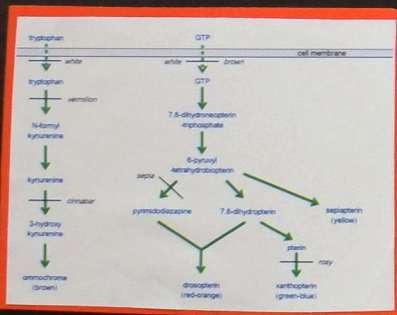 tryptophan
GTP
cell membrane
white
white
brown
tryptophan
GTP
vermilion
7,8-dihydroneopterin
-triphosphate
N-formyl
kynurenine
6-pyruvyl
-tetrahydrobiopterin
sepia
kynurenine
cinnabar
pyrimidodiazepine
7,8-dihydropterin
sepiapterin
(yellow)
3-hydroxy
kynurenine
pterin
rosy
ommochrome
(brown)
drosopterin
(red-orange)
xanthopterin
(green-blue)